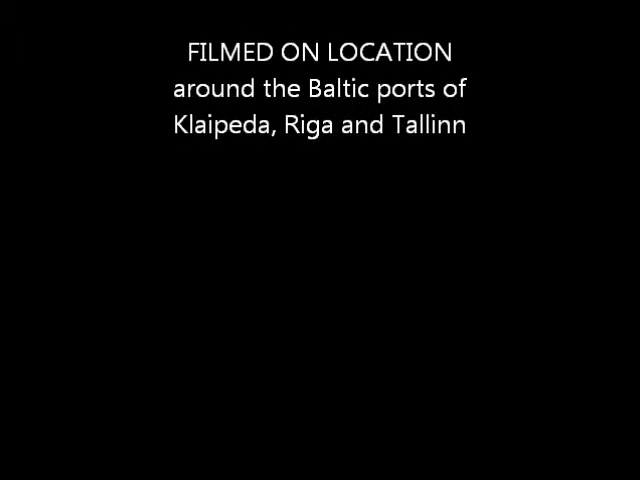 FILMED ON LOCATION
around the Baltic ports of
Klaipeda, Riga and Tallinn